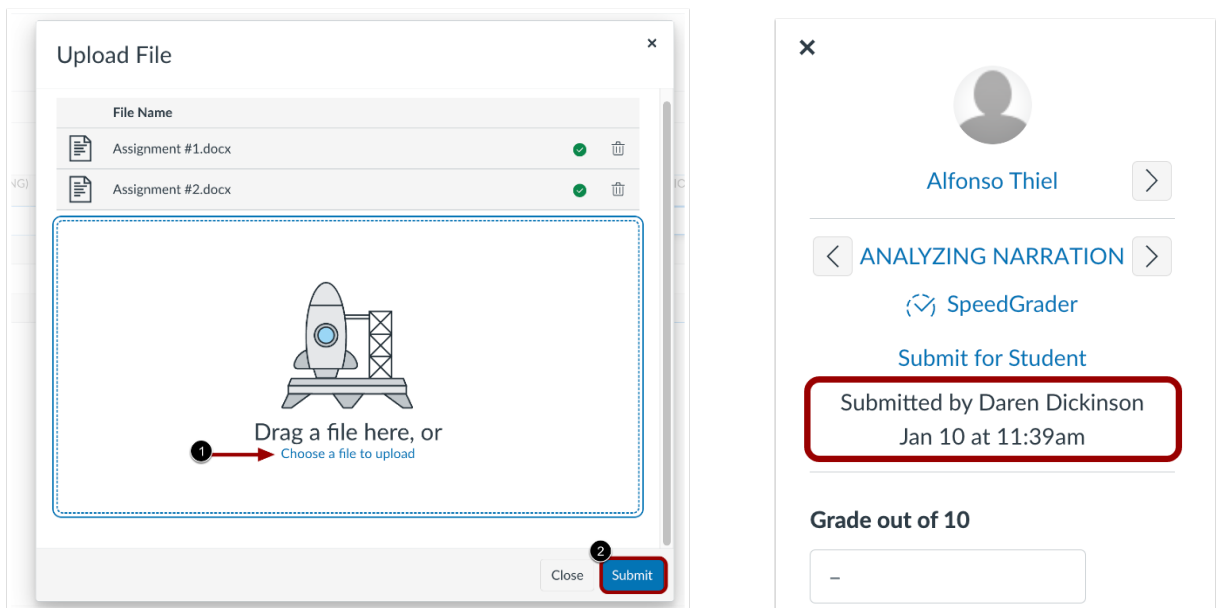 Upload File
×
File Name
Assignment #1.docx
Assignment #2.docx
Drag a file here, or
1
Choose a file to upload
2
Close
Submit
×
Alfonso Thiel
ANALYZING NARRATION
SpeedGrader
Submit for Student
Submitted by Daren Dickinson
Jan 10 at 11:39am
Grade out of 10
–